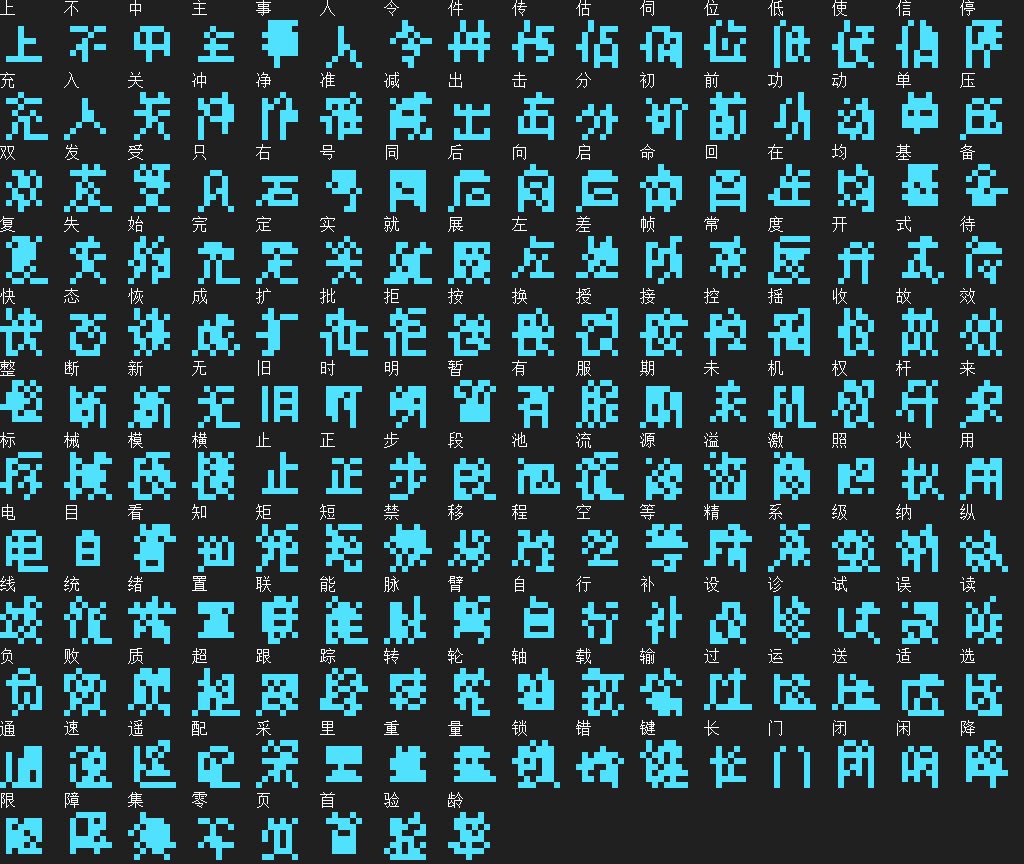 上 不 中 主 事 人 令 件 传 估 伺 位 低 使 信 停
充 入 关 冲 净 准 减 出 击 分 初 前 功 动 单 压
双 发 受 只 右 号 同 后 向 启 命 回 在 均 基 备
复 失 始 完 定 实 就 展 左 差 帧 常 度 开 式 待
快 态 恢 成 扩 批 拒 按 换 授 接 控 摇 收 故 效
整 断 新 无 旧 时 明 暂 有 服 期 未 机 权 杆 来
标 械 模 横 止 正 步 段 池 流 源 溢 激 照 状 用
电 目 看 知 矩 短 禁 移 程 空 等 精 系 级 纳 纵
线 统 绪 置 联 能 脉 臂 自 行 补 设 诊 试 误 读
负 败 质 超 跟 踪 转 轮 轴 载 输 过 运 送 适 选
通 速 遥 配 采 里 重 量 锁 错 键 长 门 闭 闲 降
限 障 集 零 页 首 验 龄